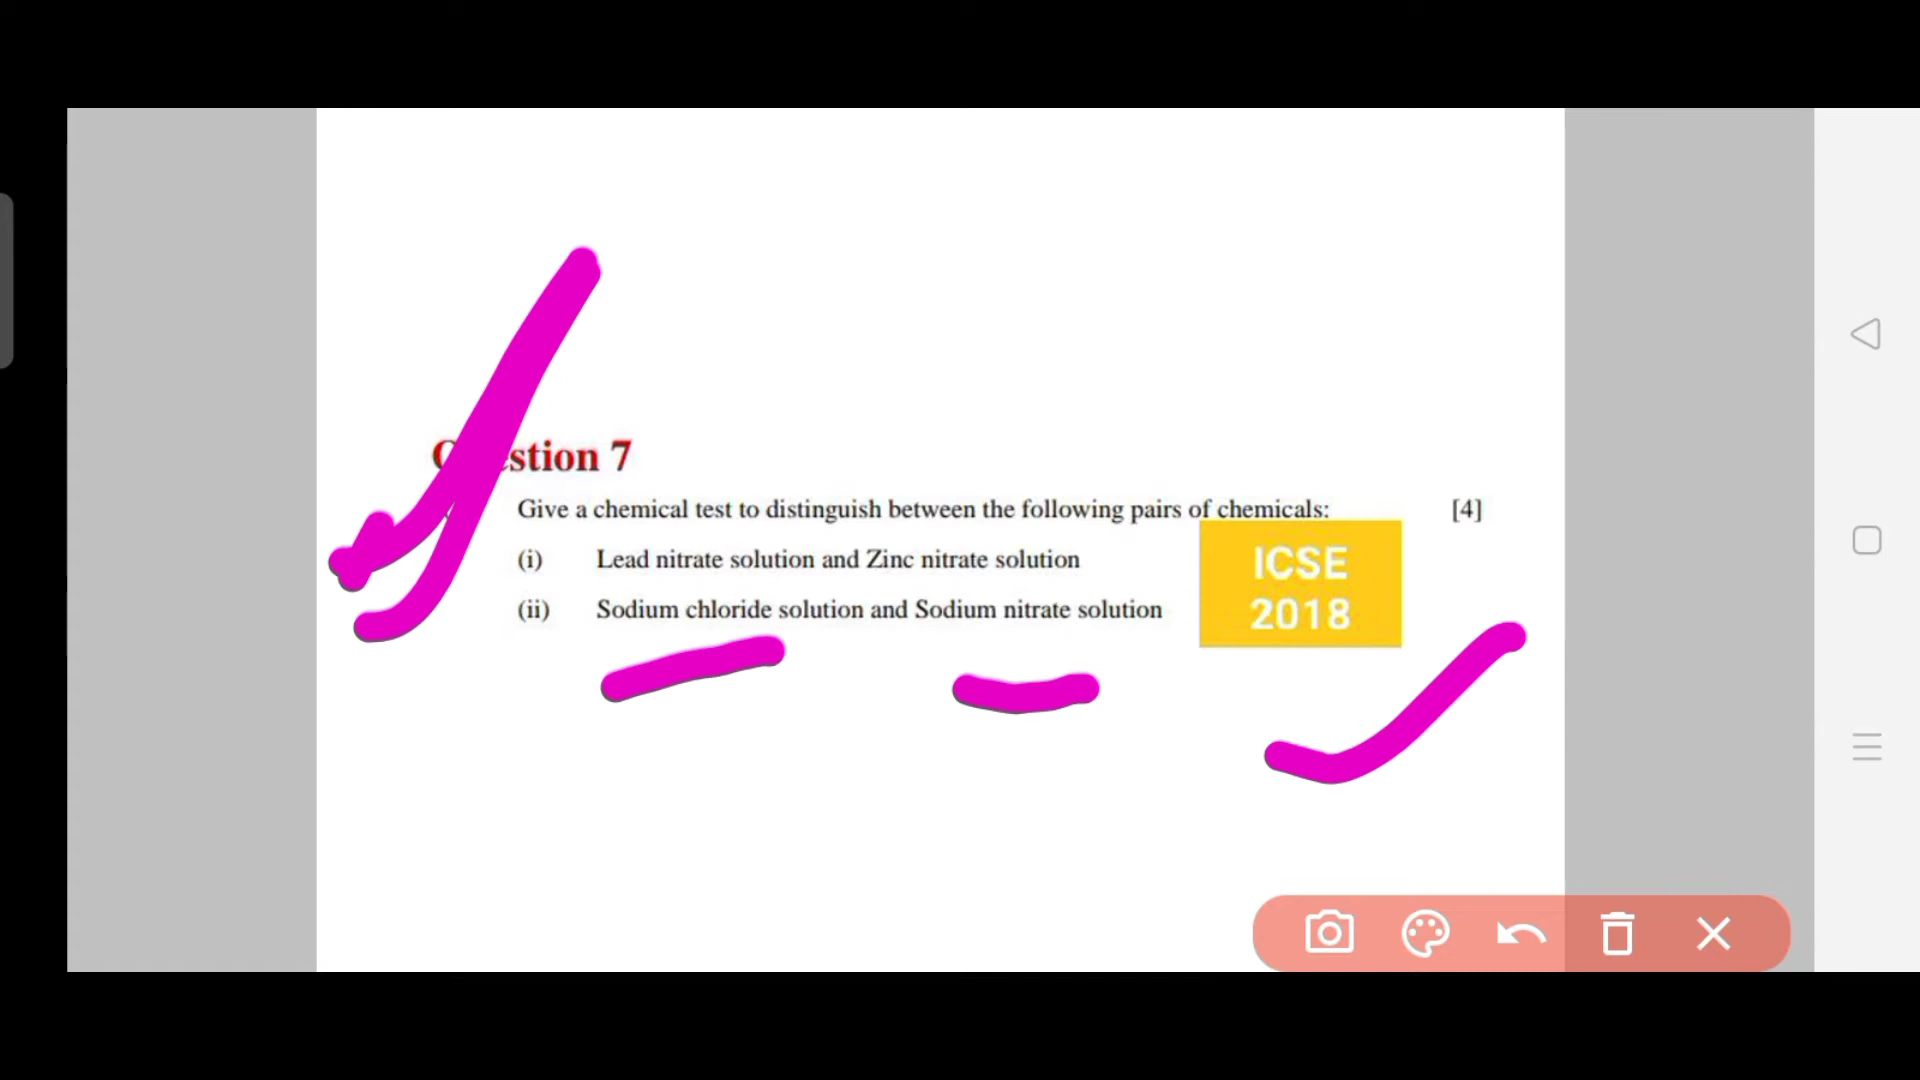 stion 7
Give a chemical test to distinguish between the following pairs of chemicals: [4]
(i) Lead nitrate solution and Zinc nitrate solution
(ii) Sodium chloride solution and Sodium nitrate solution
ICSE
2018